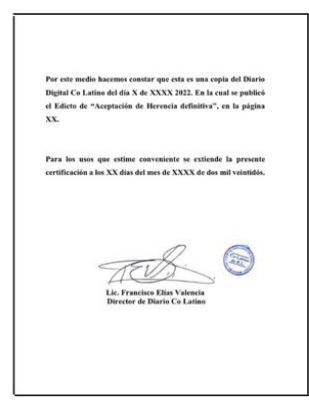 Por este medio hacemos constar que esta es una copia del Diario
Digital Co Latino del día X de XXXX 2022. En la cual se publicó
el Edicto de “Aceptación de Herencia definitiva”, en la página
XX.
Para los usos que estime conveniente se extiende la presente
certificación a los XX días del mes de XXXX de dos mil veintidós.
Lic. Francisco Elías Valencia
Director de Diario Co Latino